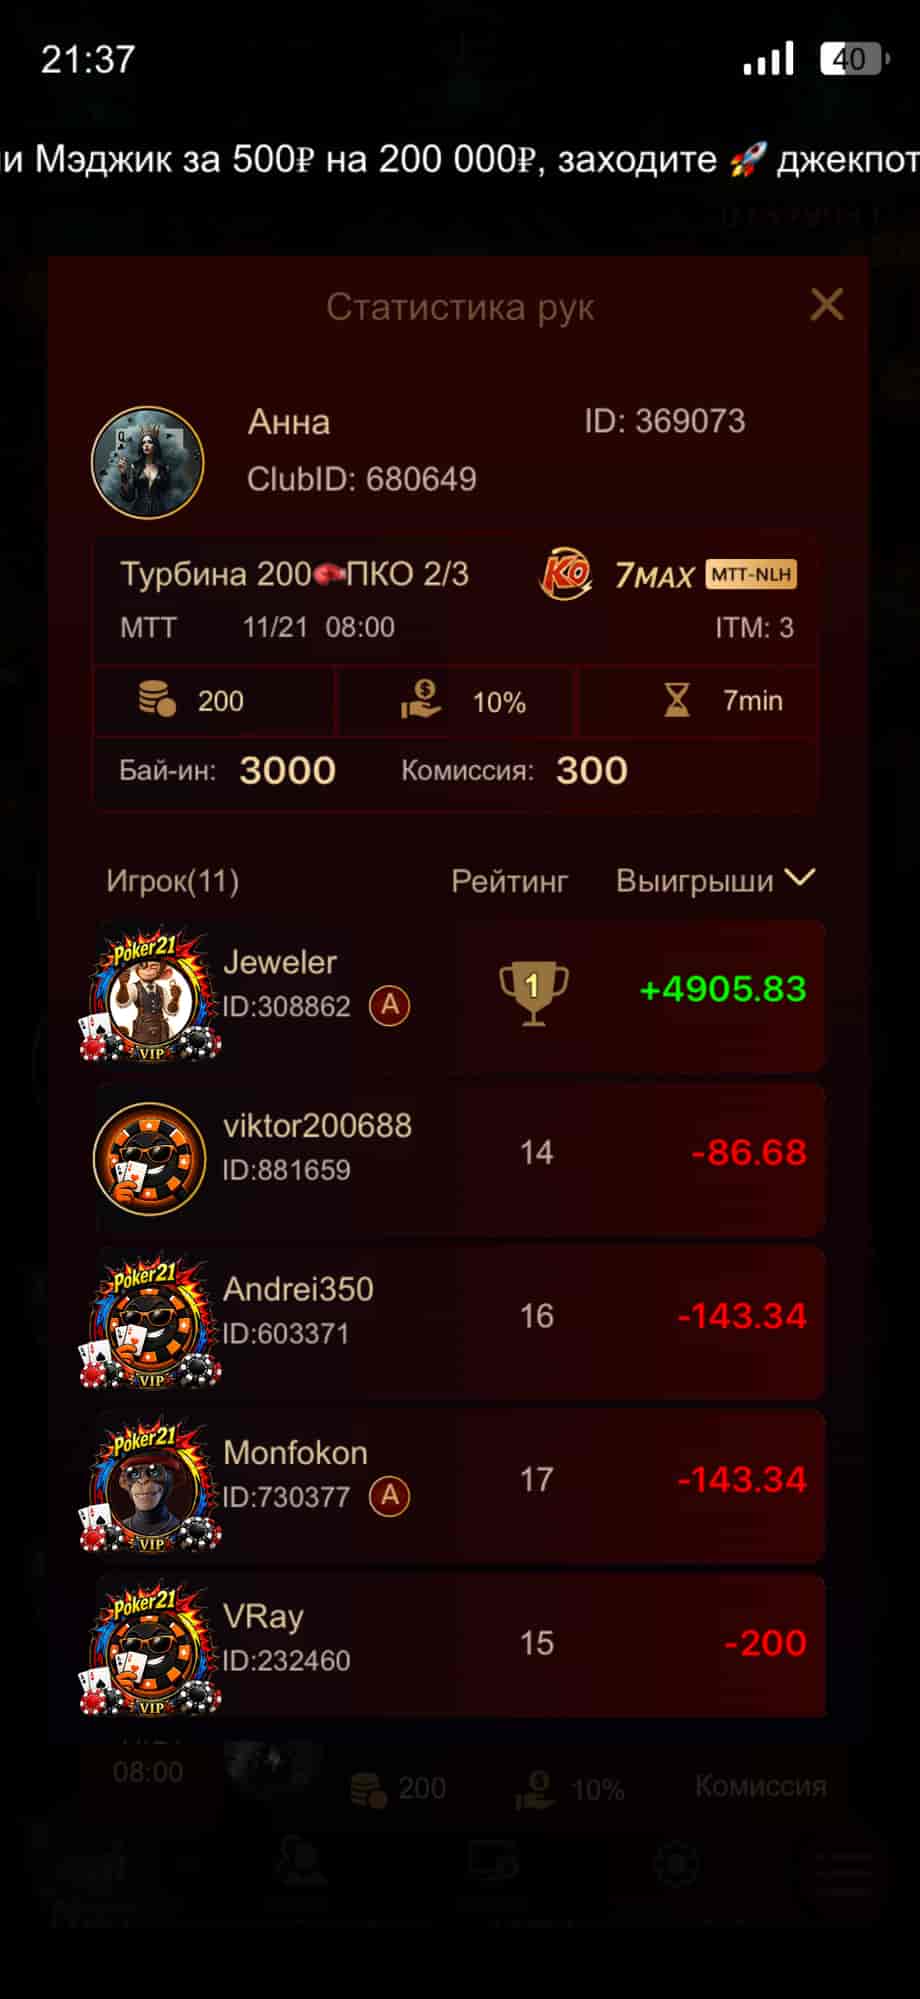 21:37
40
ли Мэджик за 500₽ на 200 000₽, заходите 🚀 джекпот
Статистика рук
Анна
ID: 369073
ClubID: 680649
Турбина 200🥊ПКО 2/3
KO
7MAX
MTT-NLH
MTT
11/21 08:00
ITM: 3
200
10%
7min
Бай-ин: 3000
Комиссия: 300
Игрок(11)
Рейтинг
Выигрыши
Poker21
VIP
Jeweler
ID:308862
A
1
+4905.83
viktor200688
ID:881659
14
-86.68
Poker21
VIP
Andrei350
ID:603371
16
-143.34
Poker21
VIP
Monfokon
ID:730377
A
17
-143.34
Poker21
VIP
VRay
ID:232460
15
-200
08:00
200
10%
Комиссия